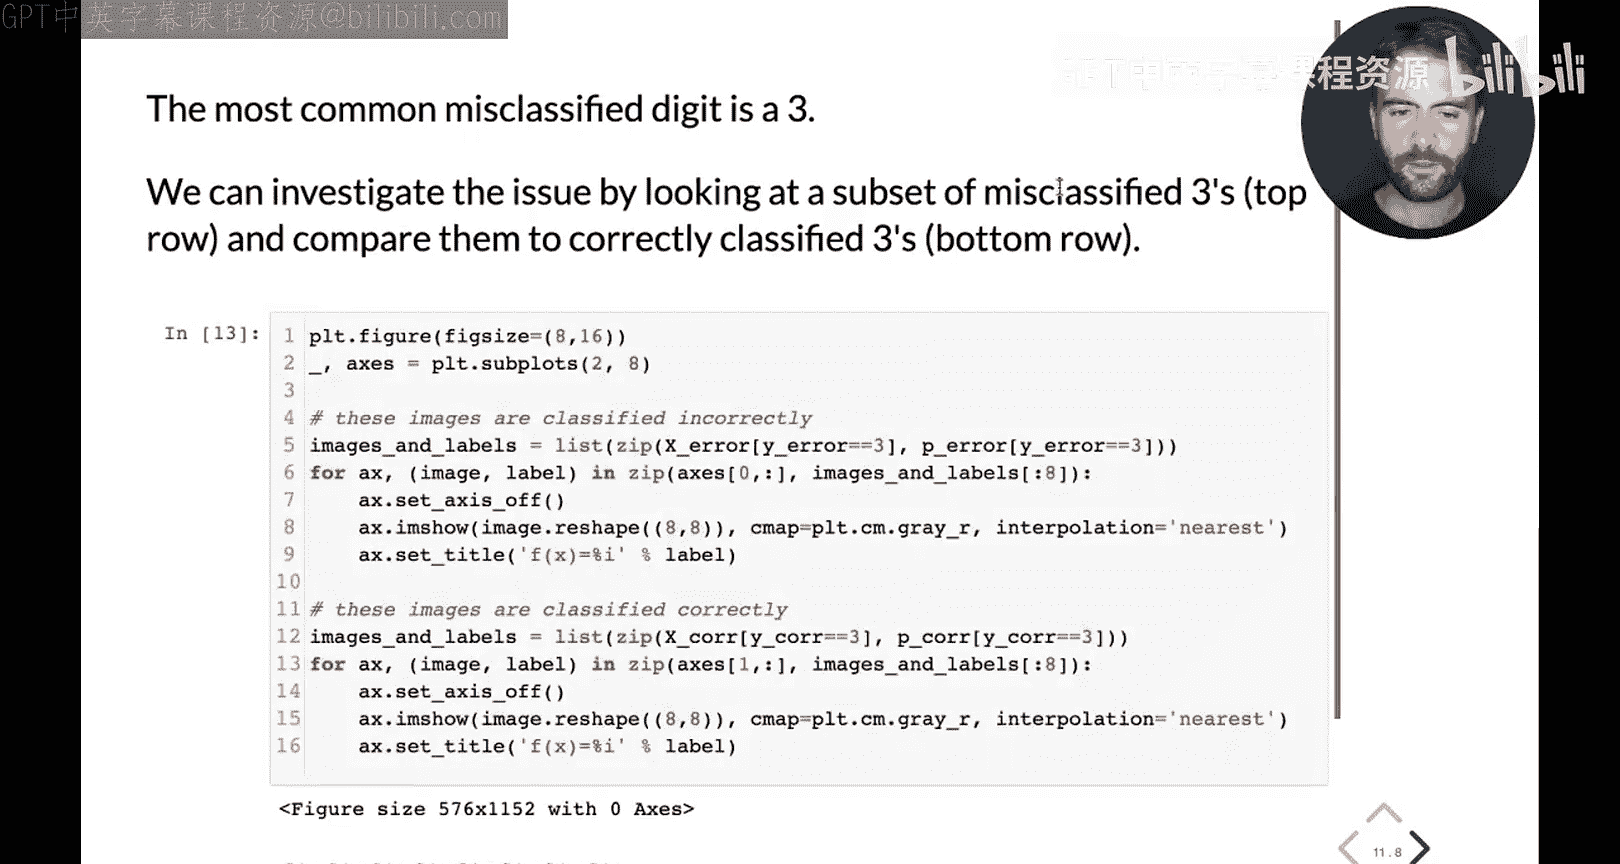 GPT中英字幕课程资源@bilibili.com
课程资源 bilibili
The most common misclassified digit is a 3.
We can investigate the issue by looking at a subset of misclassified 3's (top
row) and compare them to correctly classified 3's (bottom row).
In [13]:
1 plt.figure(figsize=(8,16))
2 _, axes = plt.subplots(2, 8)
3
4 # these images are classified incorrectly
5 images_and_labels = list(zip(X_error[y_error==3], p_error[y_error==3]))
6 for ax, (image, label) in zip(axes[0,:], images_and_labels[:8]):
7     ax.set_axis_off()
8     ax.imshow(image.reshape((8,8)), cmap=plt.cm.gray_r, interpolation='nearest')
9     ax.set_title('f(x)=%i' % label)
10
11 # these images are classified correctly
12 images_and_labels = list(zip(X_corr[y_corr==3], p_corr[y_corr==3]))
13 for ax, (image, label) in zip(axes[1,:], images_and_labels[:8]):
14     ax.set_axis_off()
15     ax.imshow(image.reshape((8,8)), cmap=plt.cm.gray_r, interpolation='nearest')
16     ax.set_title('f(x)=%i' % label)
<Figure size 576x1152 with 0 Axes>
11.8